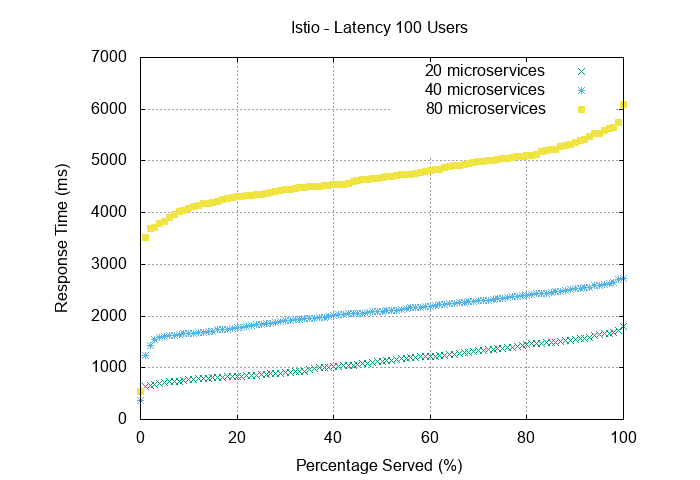 Istio - Latency 100 Users
7000
6000
5000
4000
3000
2000
1000
0
Response Time (ms)
20 microservices
40 microservices
80 microservices
0 20 40 60 80 100
Percentage Served (%)